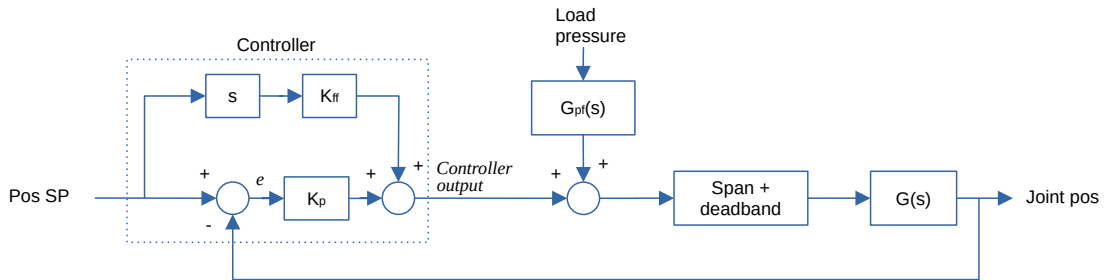 Load
pressure
Controller
s
Kff
Gpf(s)
+
+
+
+
+
+
Controller
output
Pos SP
e
Kp
-
Span +
deadband
G(s)
Joint pos